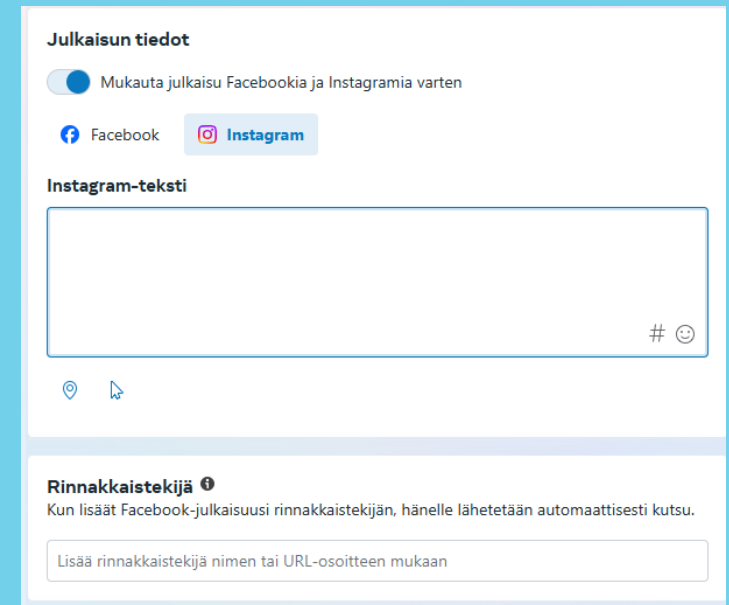 Julkaisun tiedot
Mukauta julkaisu Facebookia ja Instagramia varten
Facebook Instagram
Instagram-teksti
#
Rinnakkaistekijä
Kun lisäät Facebook-julkaisuusi rinnakkaistekijän, hänelle lähetetään automaattisesti kutsu.
Lisää rinnakkaistekijä nimen tai URL-osoitteen mukaan